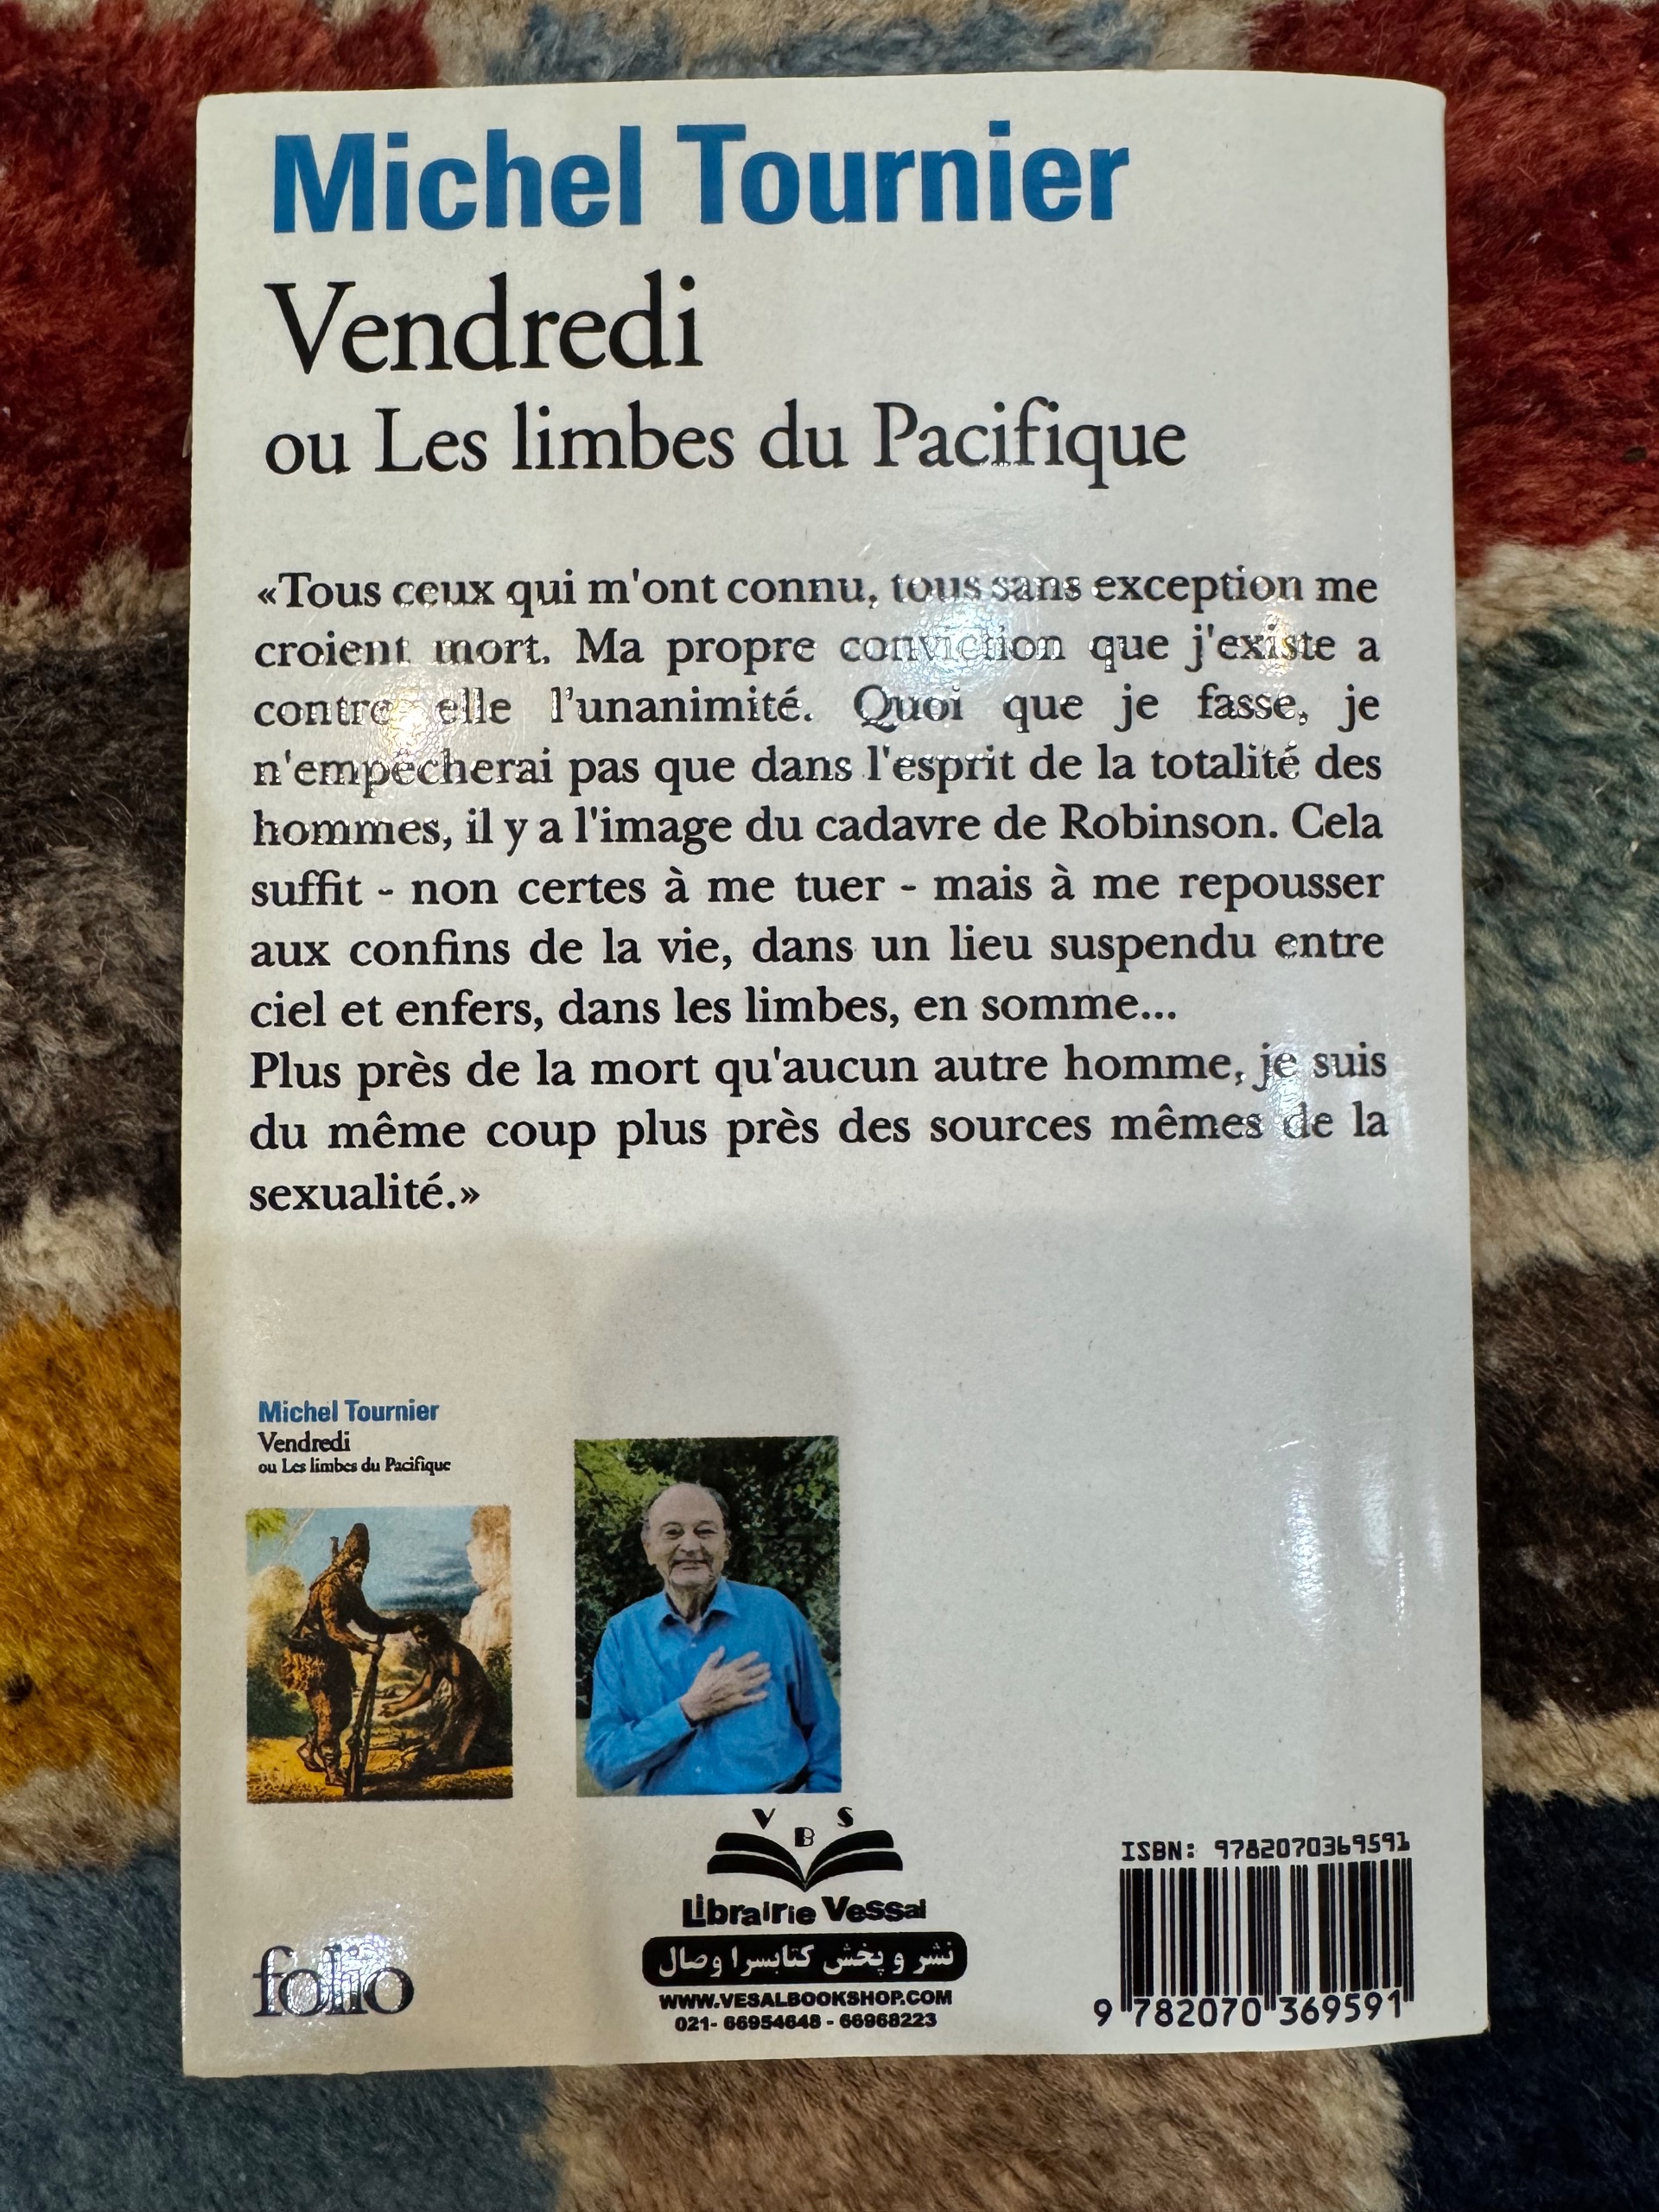 Michel Tournier
Vendredi
ou Les limbes du Pacifique
«Tous ceux qui m'ont connu, tous sans exception me
croient mort. Ma propre conviction que j'existe a
contre elle l'unanimité. Quoi que je fasse, je
n'empêcherai pas que dans l'esprit de la totalité des
hommes, il y a l'image du cadavre de Robinson. Cela
suffit - non certes à me tuer - mais à me repousser
aux confins de la vie, dans un lieu suspendu entre
ciel et enfers, dans les limbes, en somme...
Plus près de la mort qu'aucun autre homme, je suis
du même coup plus près des sources mêmes de la
sexualité.»
Michel Tournier
Vendredi
ou Les limbes du Pacifique
folio
V B S
Librairie Vessal
نشر و پخش کتابسرا وصال
WWW.VESALBOOKSHOP.COM
021- 66954648 - 66968223
ISBN: 9782070369591
9 782070 369591